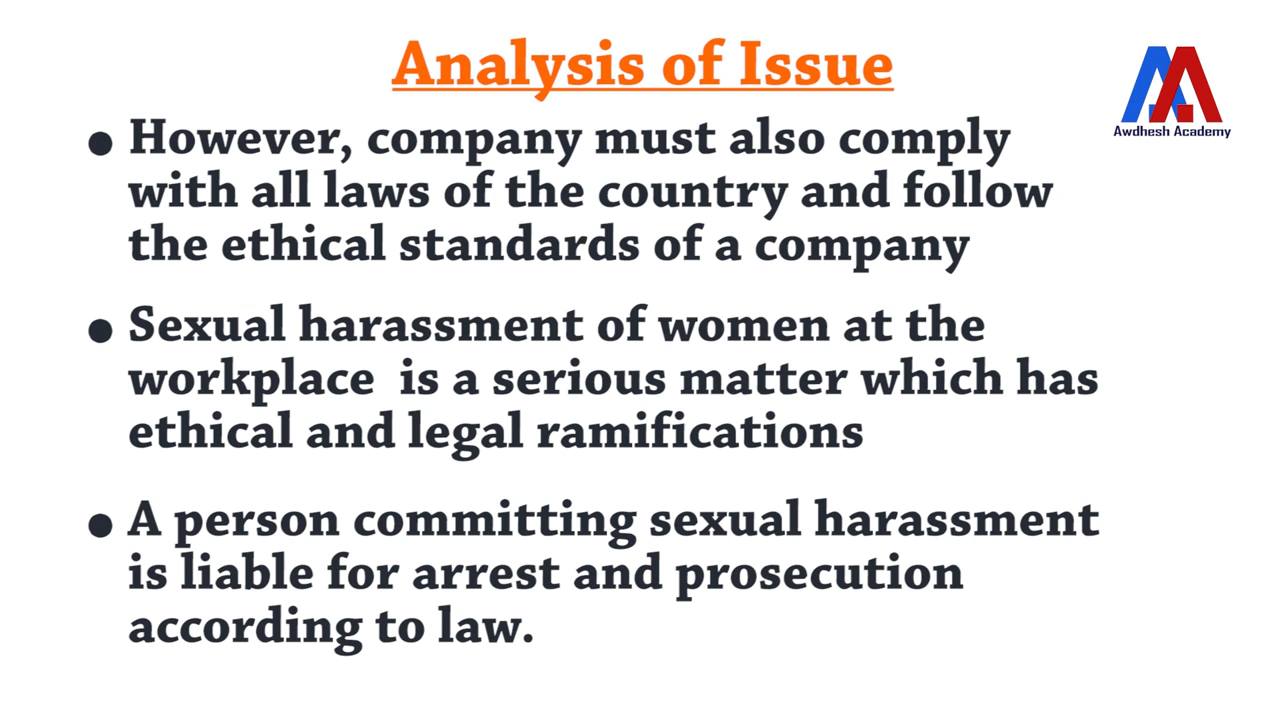 Analysis of Issue
Awdhesh Academy
• However, company must also comply
with all laws of the country and follow
the ethical standards of a company
• Sexual harassment of women at the
workplace  is a serious matter which has
ethical and legal ramifications
• A person committing sexual harassment
is liable for arrest and prosecution
according to law.